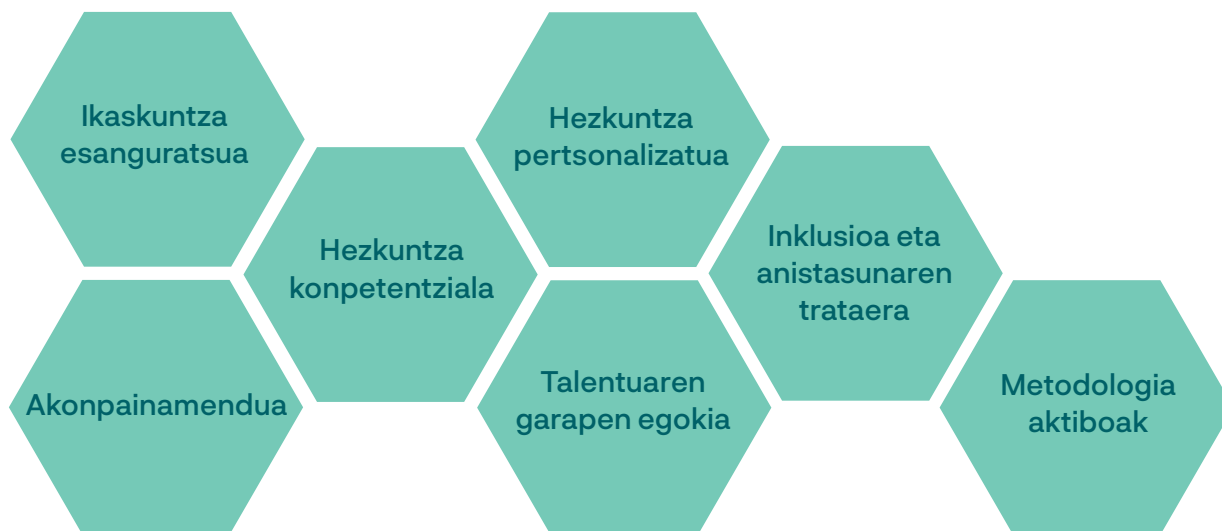 Ikaskuntza
esanguratsua
Hezkuntza
pertsonalizatua
Hezkuntza
konpetentziala
Inklusioa eta
anistasunaren
trataera
Akonpainamendua
Talentuaren
garapen egokia
Metodologia
aktiboak